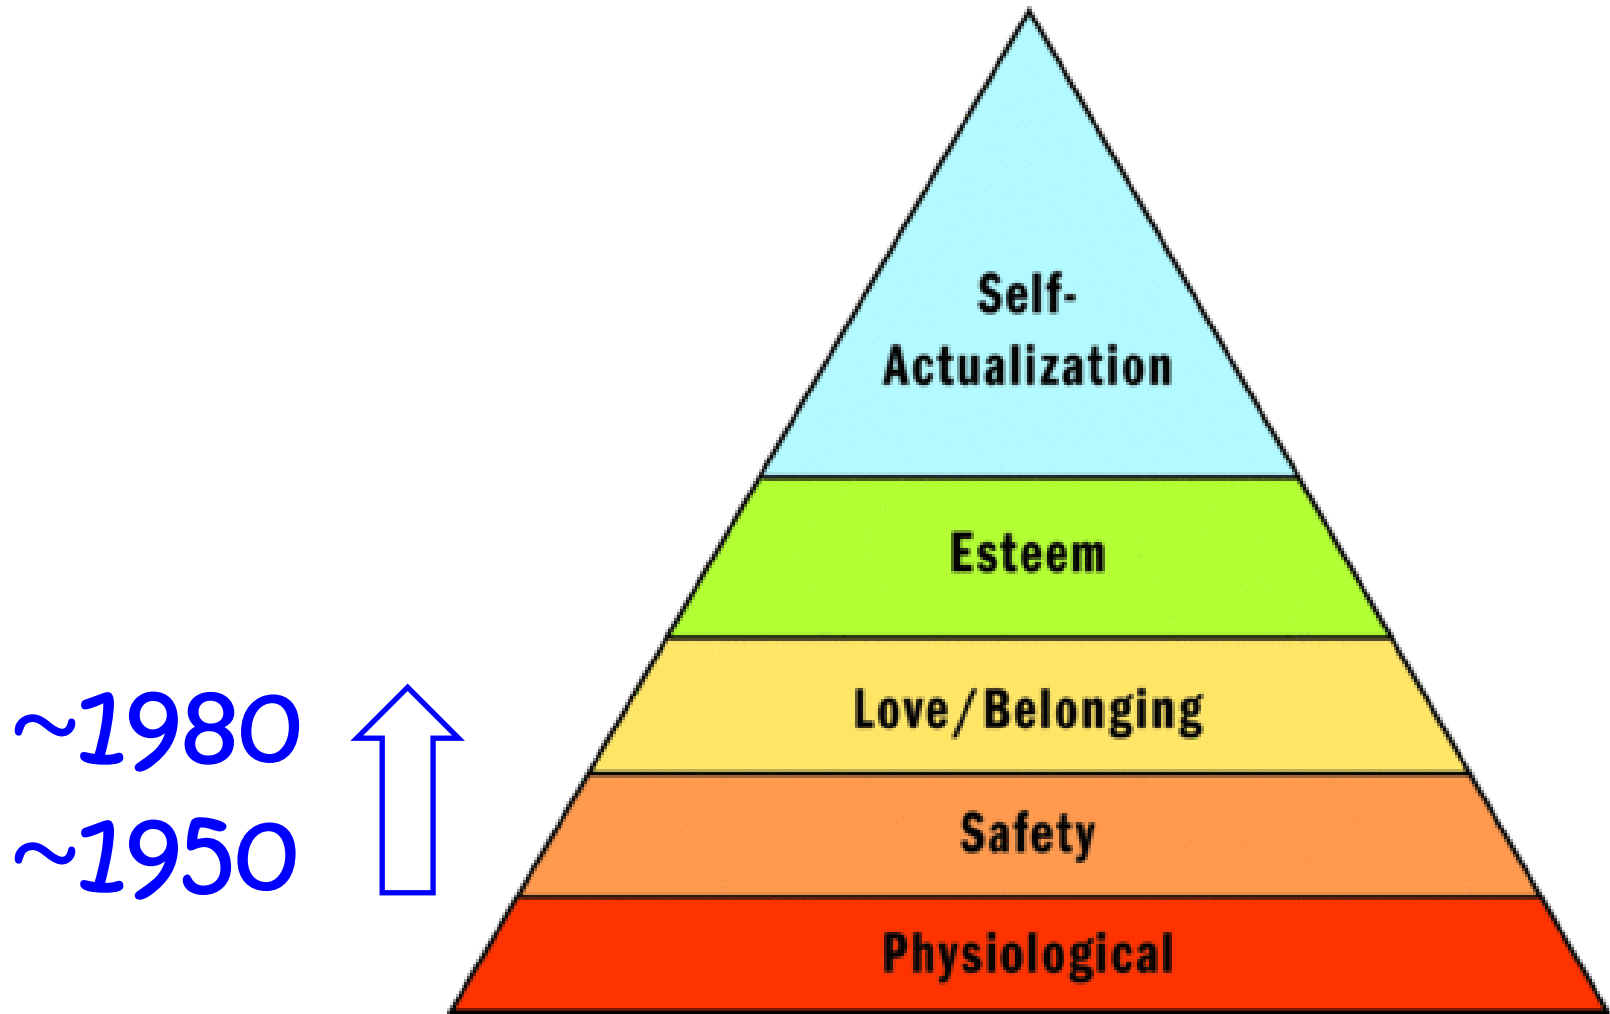 Self-
Actualization
Esteem
Love/Belonging
~1980
Safety
~1950
Physiological